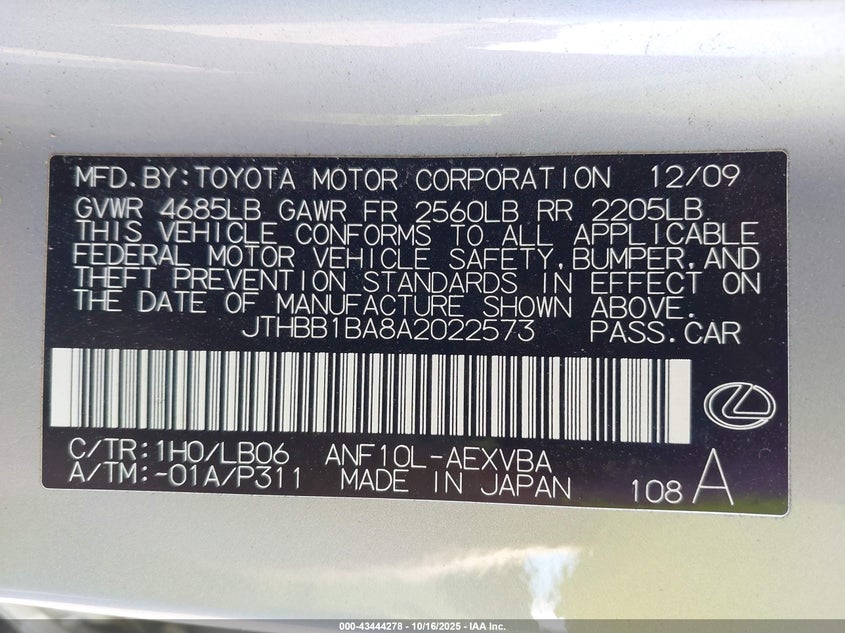 MFD.BY:TOYOTA MOTOR CORPORATION 12/09
GVWR 4685LB GAWR FR 2560LB RR 2205LB
THIS VEHICLE CONFORMS TO ALL APPLICABLE
FEDERAL MOTOR VEHICLE SAFETY,BUMPER,AND
THEFT PREVENTION STANDARDS IN EFFECT ON
THE DATE OF MANUFACTURE SHOWN ABOVE.
JTHBB1BA8A2022573 PASS.CAR
C/TR:1H0/LB06 ANF10L-AEXVBA
A/TM:-01A/P311 MADE IN JAPAN 108 A
000-43444278 - 10/16/2025 - IAA Inc.